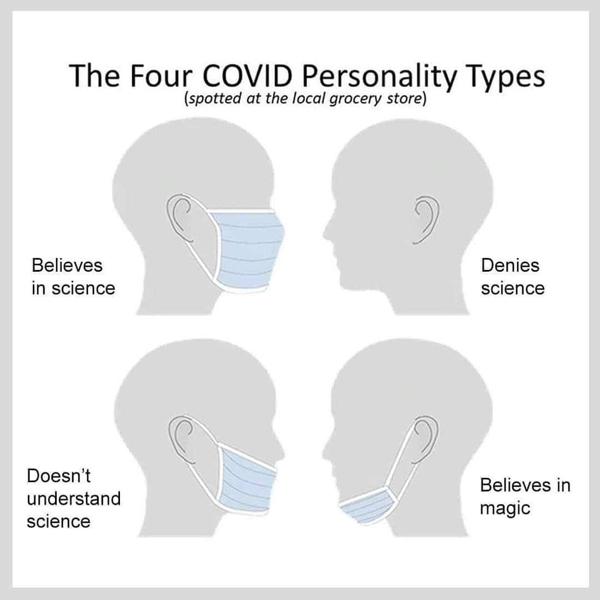 The Four COVID Personality Types
(spotted at the local grocery store)
Believes
in science
Denies
science
Doesn’t
understand
science
Believes in
magic